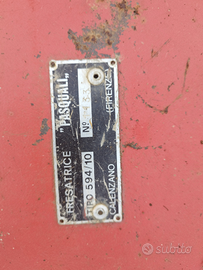 FRESATRICE
"PASQUALI"
TIPO 594/10
Nº
CALENZANO (FIRENZE)
subito